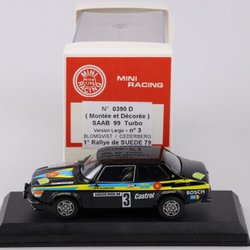 MINI RACING
MINI
RACING
N° 0390 D
( Montée et Décorée )
SAAB 99 Turbo
Version Large - n° 3
BLOMQVIST / CEDERBERG
1° Rallye de SUEDE 79
3
Castrol
BOSCH